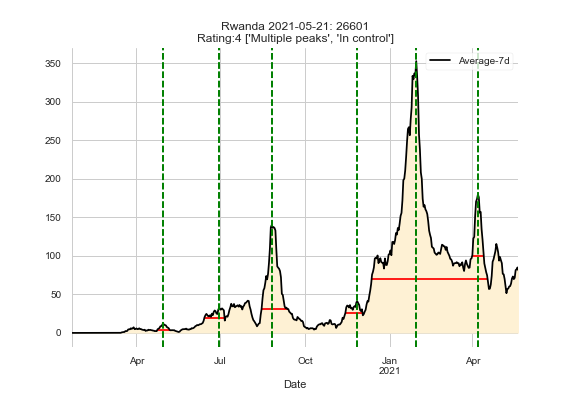 Rwanda 2021-05-21: 26601
Rating:4 ['Multiple peaks', 'In control']
Average-7d
350
300
250
200
150
100
50
0
Apr
Jul
Oct
Jan
2021
Apr
Date